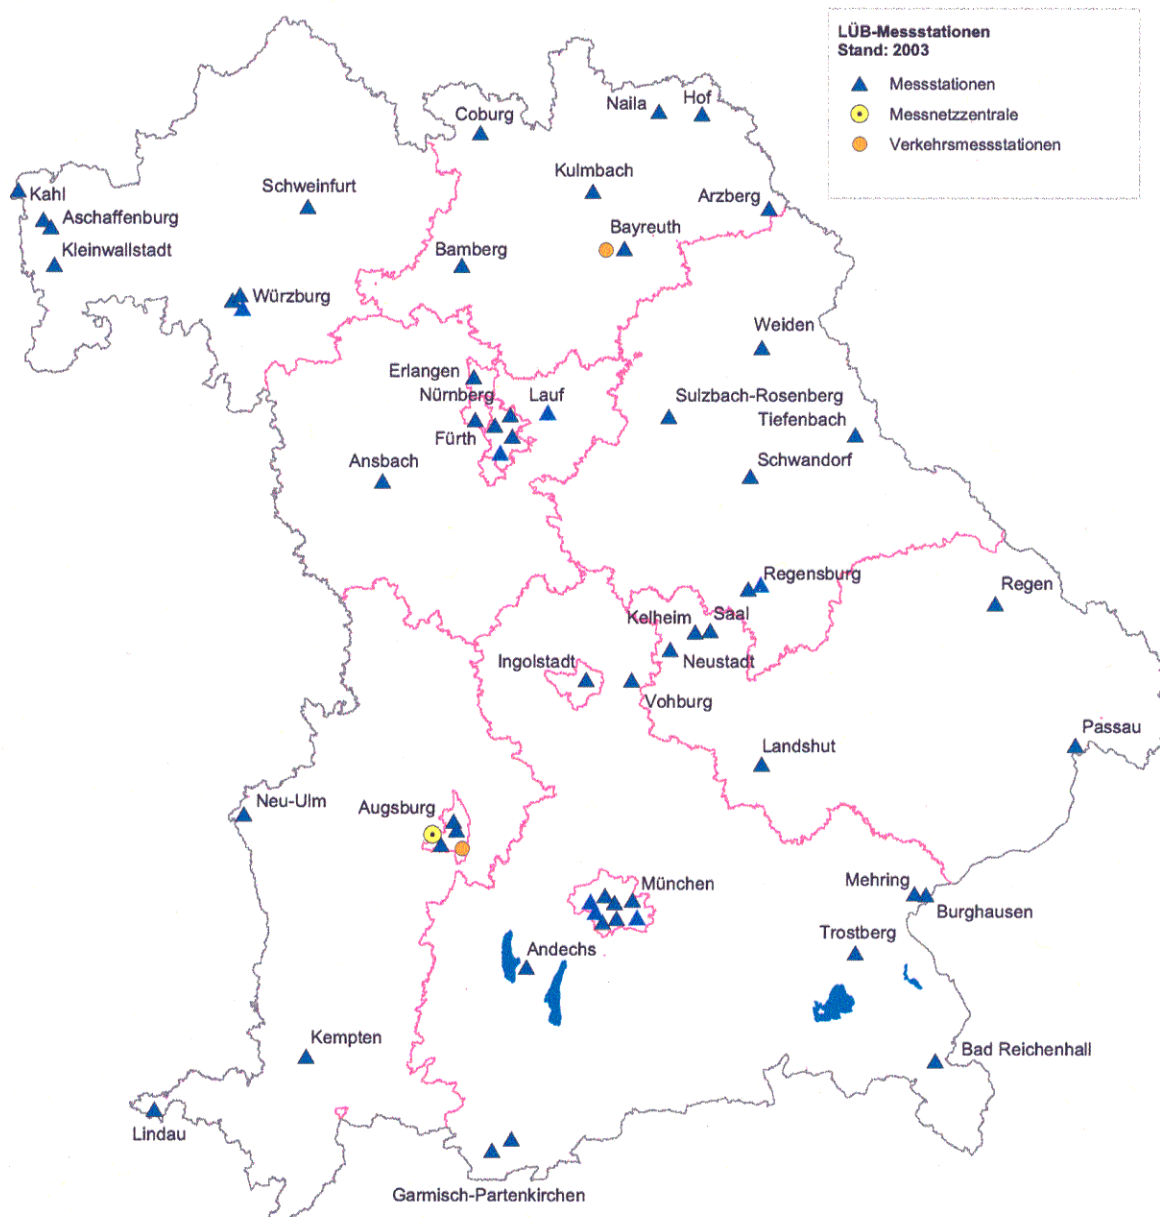 LÜB-Messstationen
Stand: 2003
Messstationen
Messnetzzentrale
Verkehrsmessstationen
Naila
Hof
Coburg
Kulmbach
Schweinfurt
Kahl
Arzberg
Aschaffenburg
Bayreuth
Bamberg
Kleinwallstadt
Würzburg
Weiden
Erlangen
Nürnberg
Lauf
Sulzbach-Rosenberg
Tiefenbach
Fürth
Ansbach
Schwandorf
Regensburg
Regen
Kelheim
Saal
Ingolstadt
Neustadt
Vohburg
Passau
Landshut
Neu-Ulm
Augsburg
München
Mehring
Burghausen
Trostberg
Andechs
Kempten
Bad Reichenhall
Lindau
Garmisch-Partenkirchen